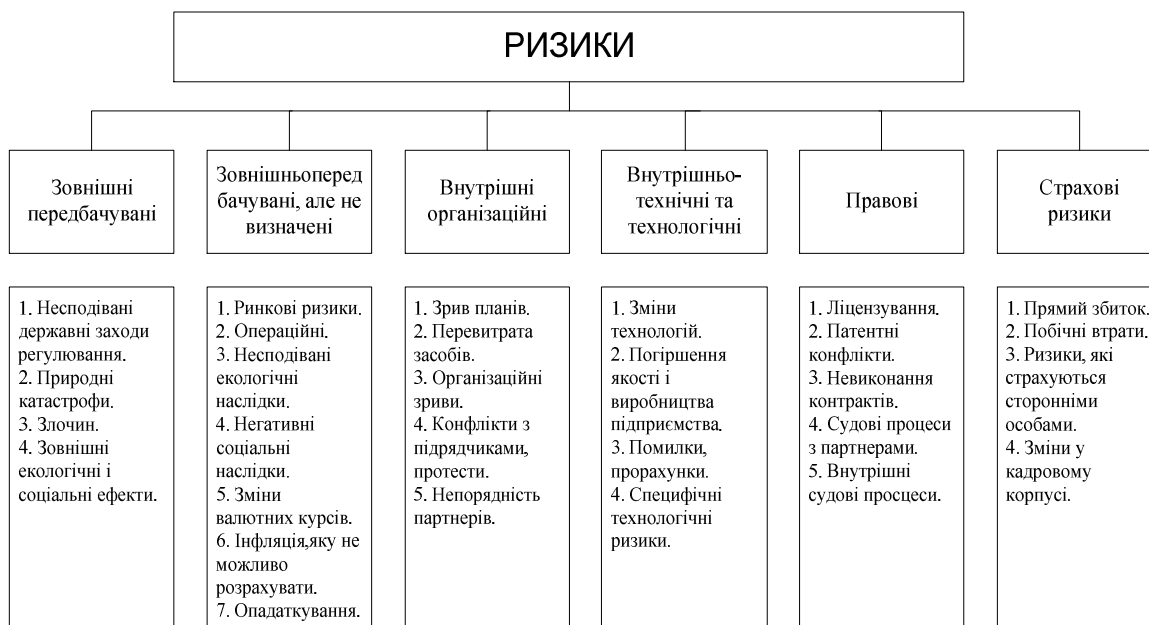 РИЗИКИ
Зовнішні
передбачувані
Зовнішньоперед
бачувані, але не
визначені
Внутрішні
організаційні
Внутрішньо-
технічні та
технологічні
Правові
Страхові
ризики
1. Несподівані
державні заходи
регулювання.
2. Природні
катастрофи.
3. Злочин.
4. Зовнішні
екологічні і
соціальні ефекти.
1. Ринкові ризики.
2. Операційні.
3. Несподівані
екологічні
наслідки.
4. Негативні
соціальні
наслідки.
5. Зміни
валютних курсів.
6. Інфляція,яку не
можливо
розрахувати.
7. Опадаткування.
1. Зрив планів.
2. Перевитрата
засобів.
3. Організаційні
зриви.
4. Конфлікти з
підрядчиками,
протести.
5. Непорядність
партнерів.
1. Зміни
технологій.
2. Погіршення
якості і
виробництва
підприємства.
3. Помилки,
прорахунки.
4. Специфічні
технологічні
ризики.
1. Ліцензування.
2. Патентні
конфлікти.
3. Невиконання
контрактів.
4. Судові процеси
з партнерами.
5. Внутрішні
судові просцеси.
1. Прямий збиток.
2. Побічні втрати.
3. Ризики, які
страхуються
сторонніми
особами.
4. Зміни у
кадровому
корпусі.